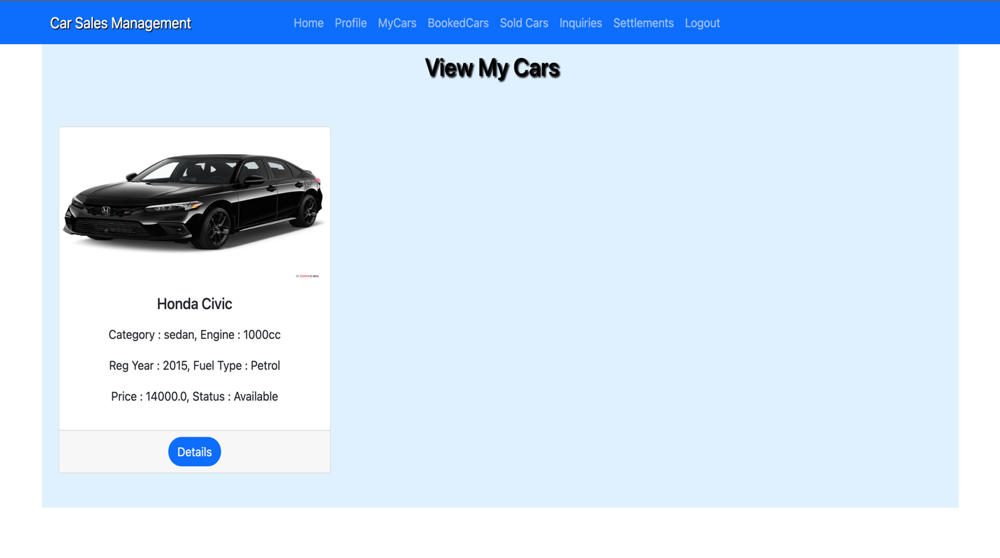 Car Sales Management
Home Profile MyCars BookedCars Sold Cars Inquiries Settlements Logout
View My Cars
izmocars
Honda Civic
Category : sedan, Engine : 1000cc
Reg Year : 2015, Fuel Type : Petrol
Price : 14000.0, Status : Available
Details